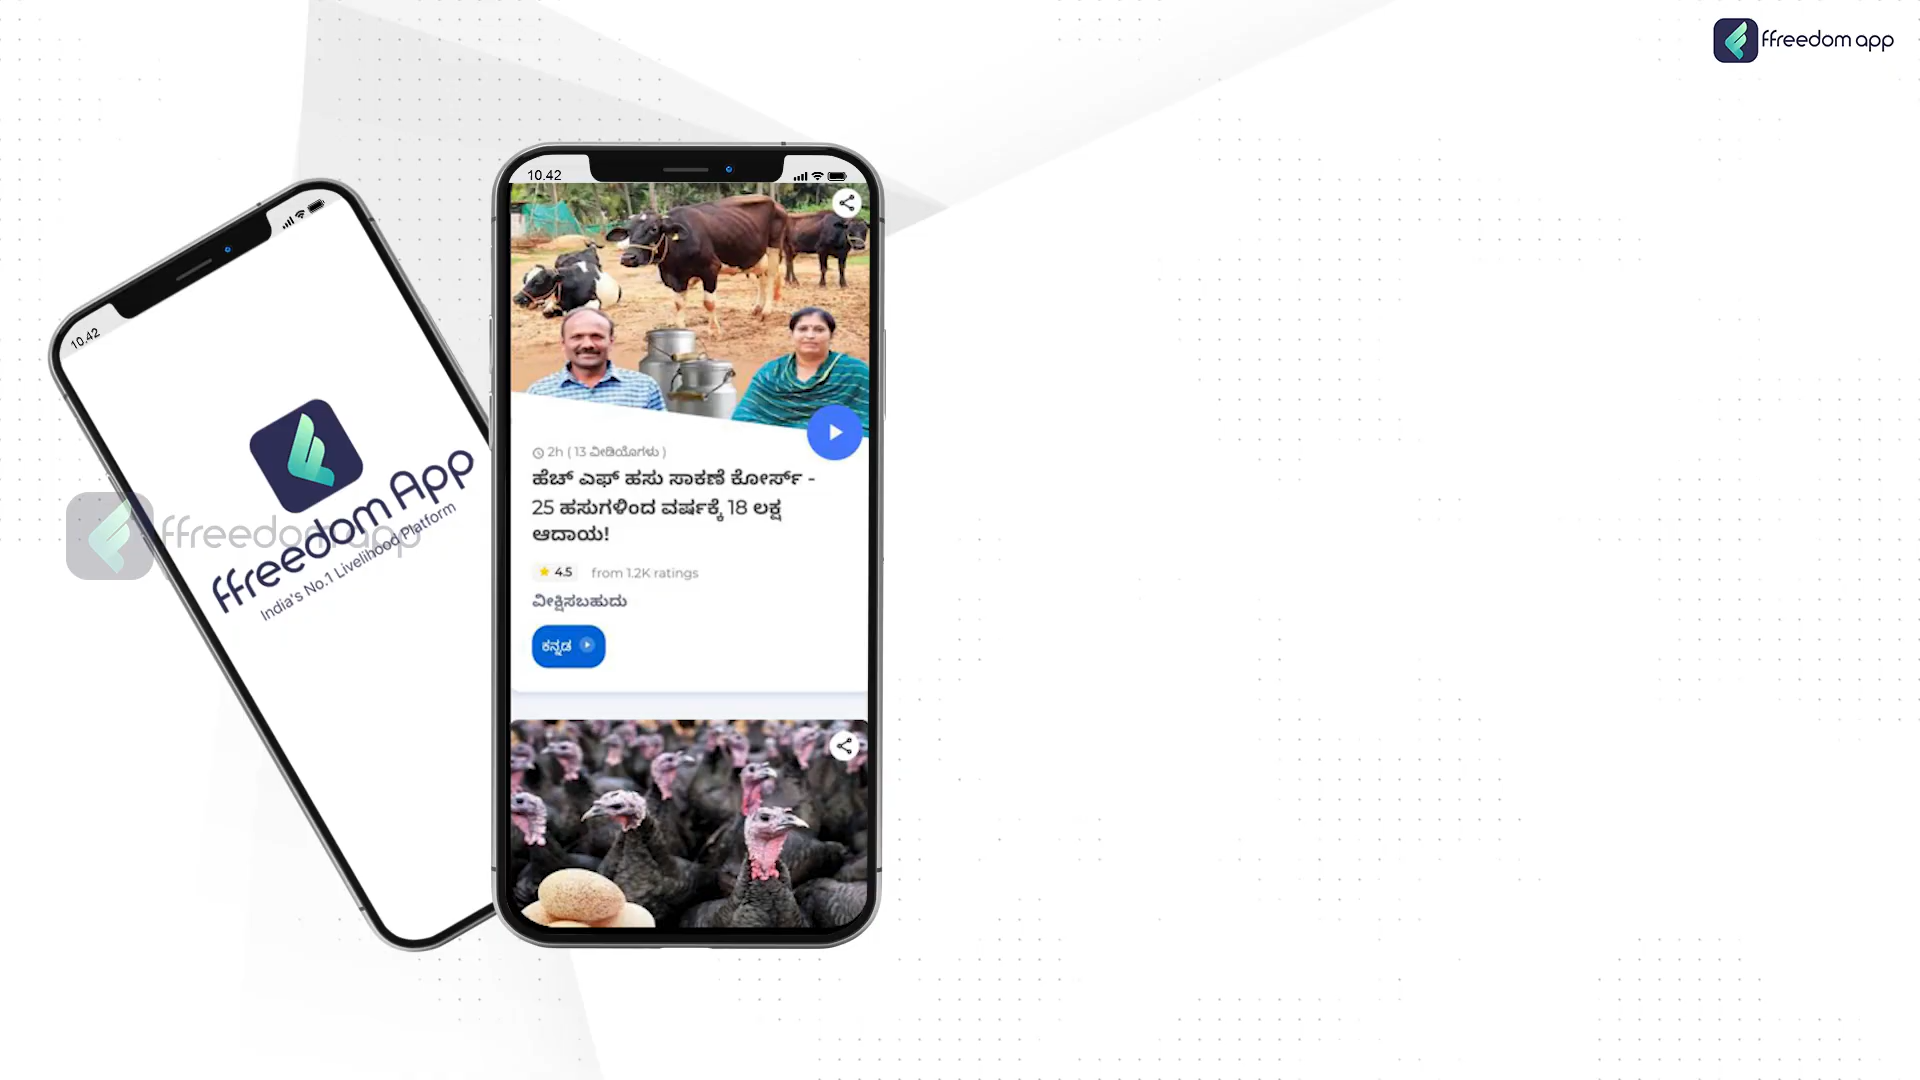 ffreedom app
10.42
ffreedom App
India's No.1 Livelihood Platform
ffreedom app
10.42
2h ( 13 ವೀಡಿಯೊಗಳು )
ಹೆಚ್ ಎಫ್ ಹಸು ಸಾಕಣೆ ಕೋರ್ಸ್ -
25 ಹಸುಗಳಿಂದ ವರ್ಷಕ್ಕೆ 18 ಲಕ್ಷ
ಆದಾಯ!
4.5 from 1.2K ratings
ವೀಕ್ಷಿಸಬಹುದು
ಕನ್ನಡ